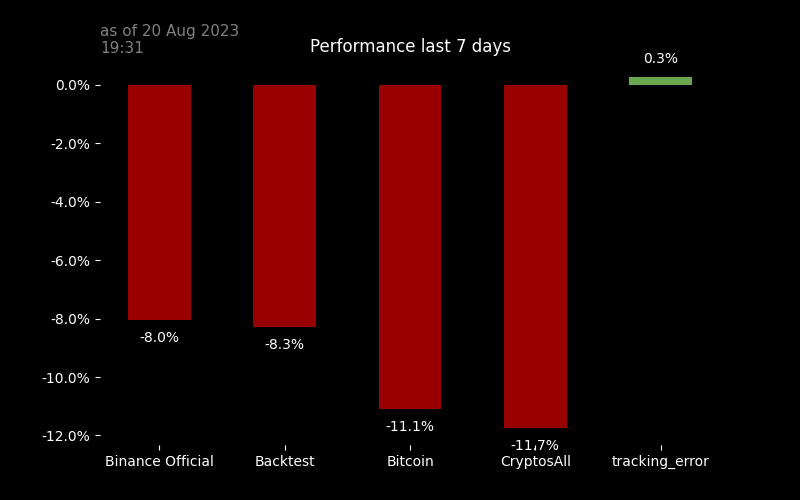 as of 20 Aug 2023
19:31
Performance last 7 days
0.3%
0.0%
-2.0%
-4.0%
-6.0%
-8.0%
-10.0%
-12.0%
-8.0%
-8.3%
-11.1%
-11.7%
Binance Official
Backtest
Bitcoin
CryptosAll
tracking_error